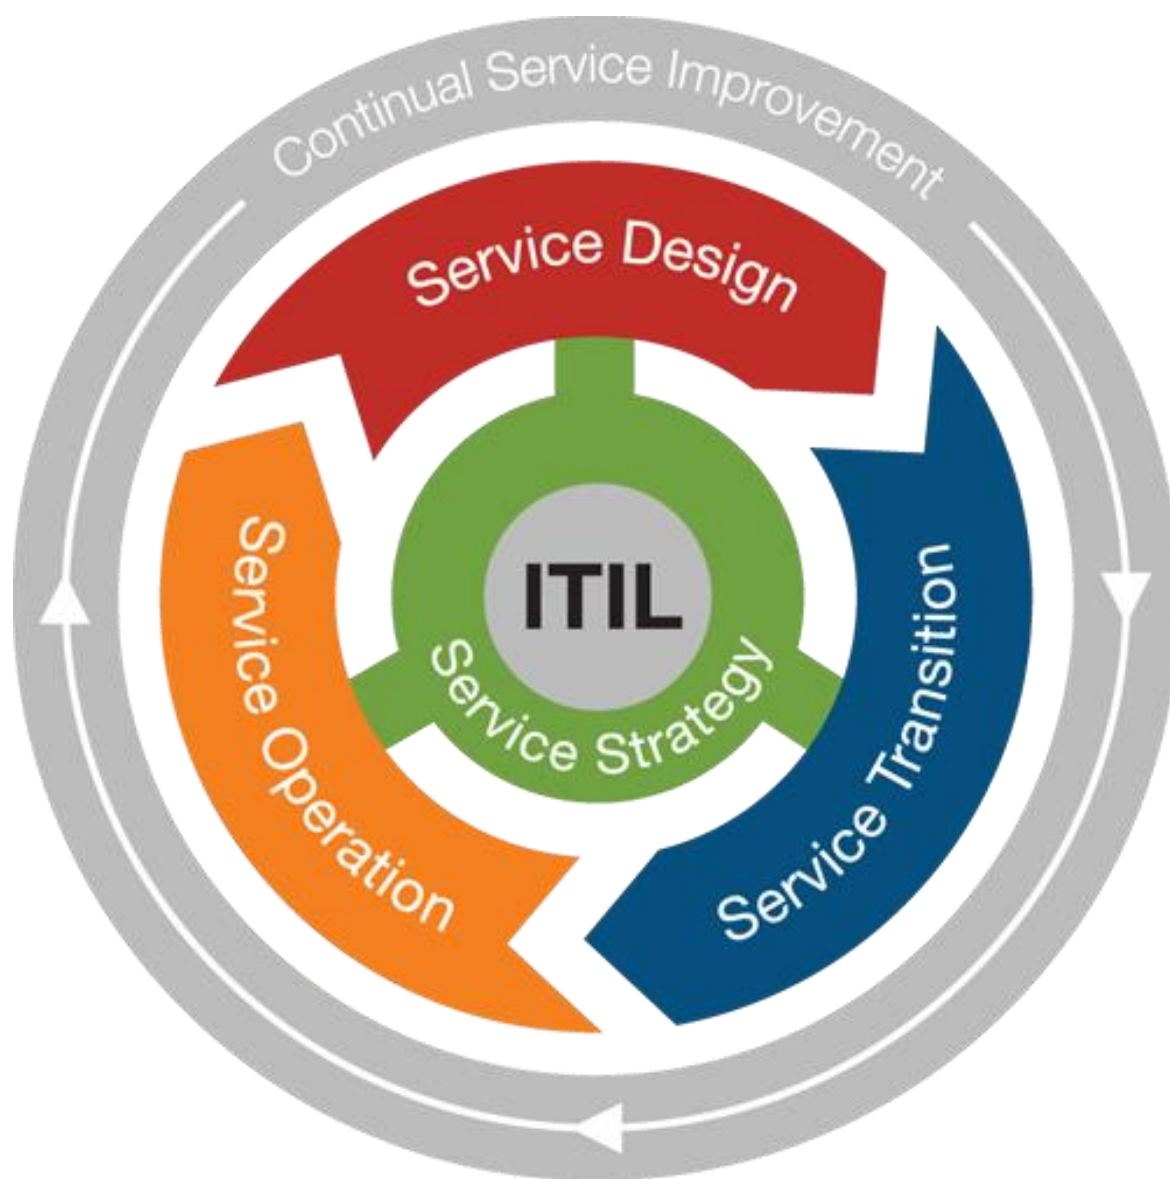 Continual Service Improvement
Service Design
Service Transition
Service Operation
ITIL
Service Strategy